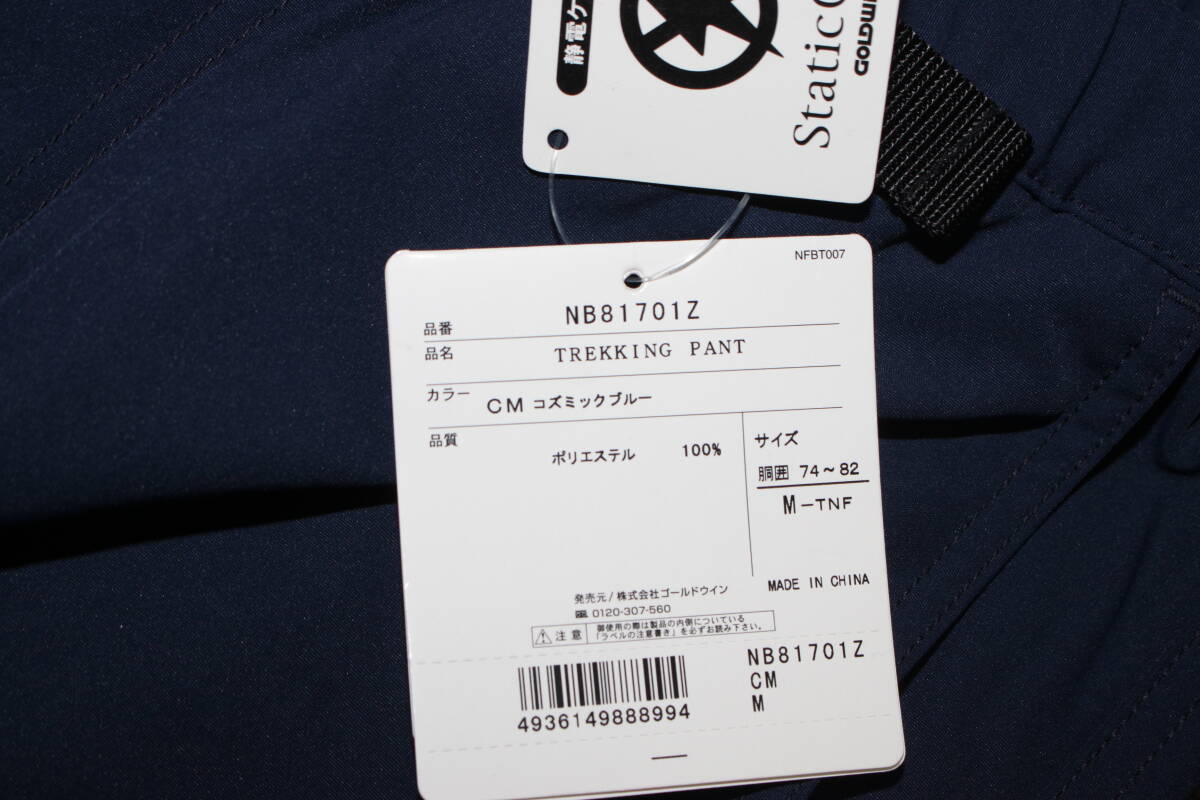 静電ケ
Static
GOLDWI
NFBT007
品番 NB81701Z
品名 TREKKING PANT
カラー CM コズミックブルー
品質
ポリエステル 100%
サイズ
胴囲 74~82
M-TNF
MADE IN CHINA
発売元/株式会社ゴールドウイン
0120-307-560
注意
御使用の際は製品の内側についている
「ラベルの注意書き」を必ずお読み下さい。
4936149888994
NB81701Z
CM
M